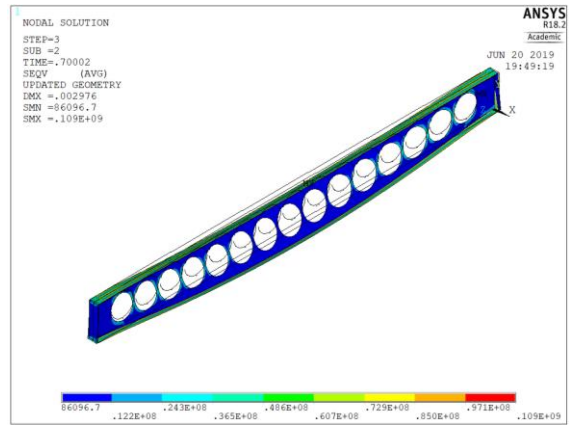 1
NODAL SOLUTION
STEP=3
SUB =2
TIME=.70002
SEQV (AVG)
UPDATED GEOMETRY
DMX =.002976
SMN =86096.7
SMX =.109E+09
ANSYS
R18.2
Academic
JUN 20 2019
19:49:19
X
86096.7 .243E+08 .486E+08 .729E+08 .971E+08
.122E+08 .365E+08 .607E+08 .850E+08 .109E+09